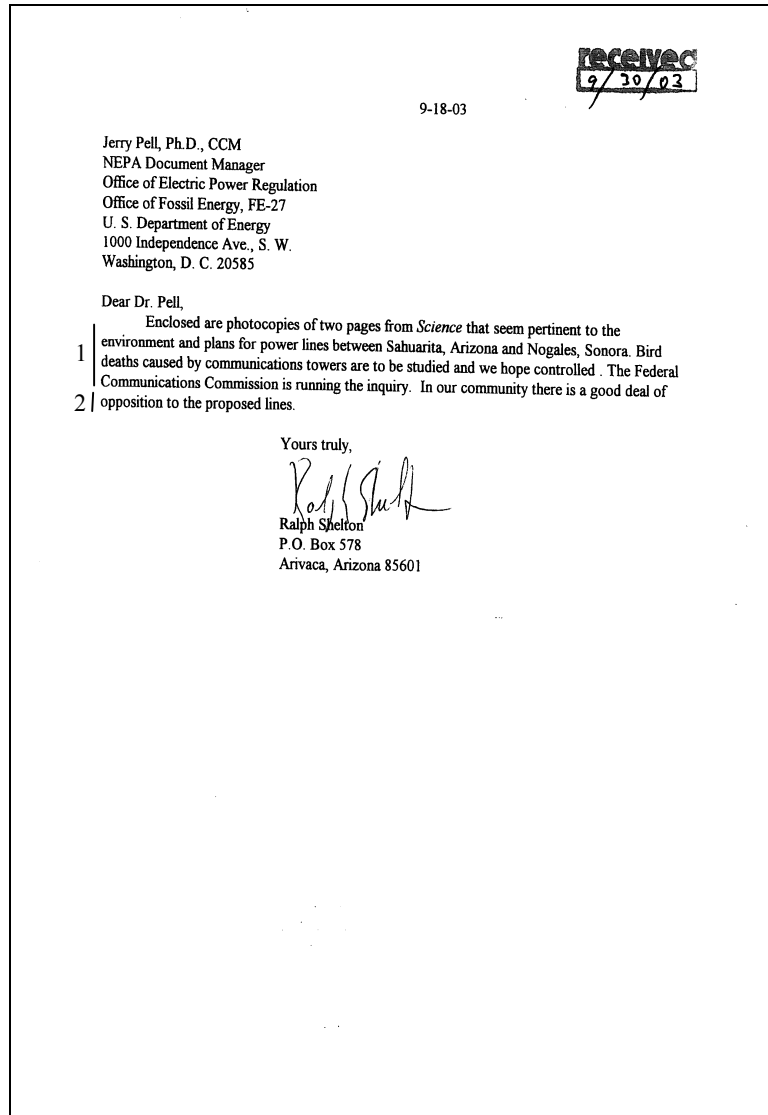 received
9/30/03
9-18-03
Jerry Pell, Ph.D., CCM
NEPA Document Manager
Office of Electric Power Regulation
Office of Fossil Energy, FE-27
U. S. Department of Energy
1000 Independence Ave., S. W.
Washington, D. C. 20585
Dear Dr. Pell,
Enclosed are photocopies of two pages from Science that seem pertinent to the
1 environment and plans for power lines between Sahuarita, Arizona and Nogales, Sonora. Bird
deaths caused by communications towers are to be studied and we hope controlled . The Federal
Communications Commission is running the inquiry. In our community there is a good deal of
2 opposition to the proposed lines.
Yours truly,
Ralph Shelton
Ralph Shelton
P.O. Box 578
Arivaca, Arizona 85601